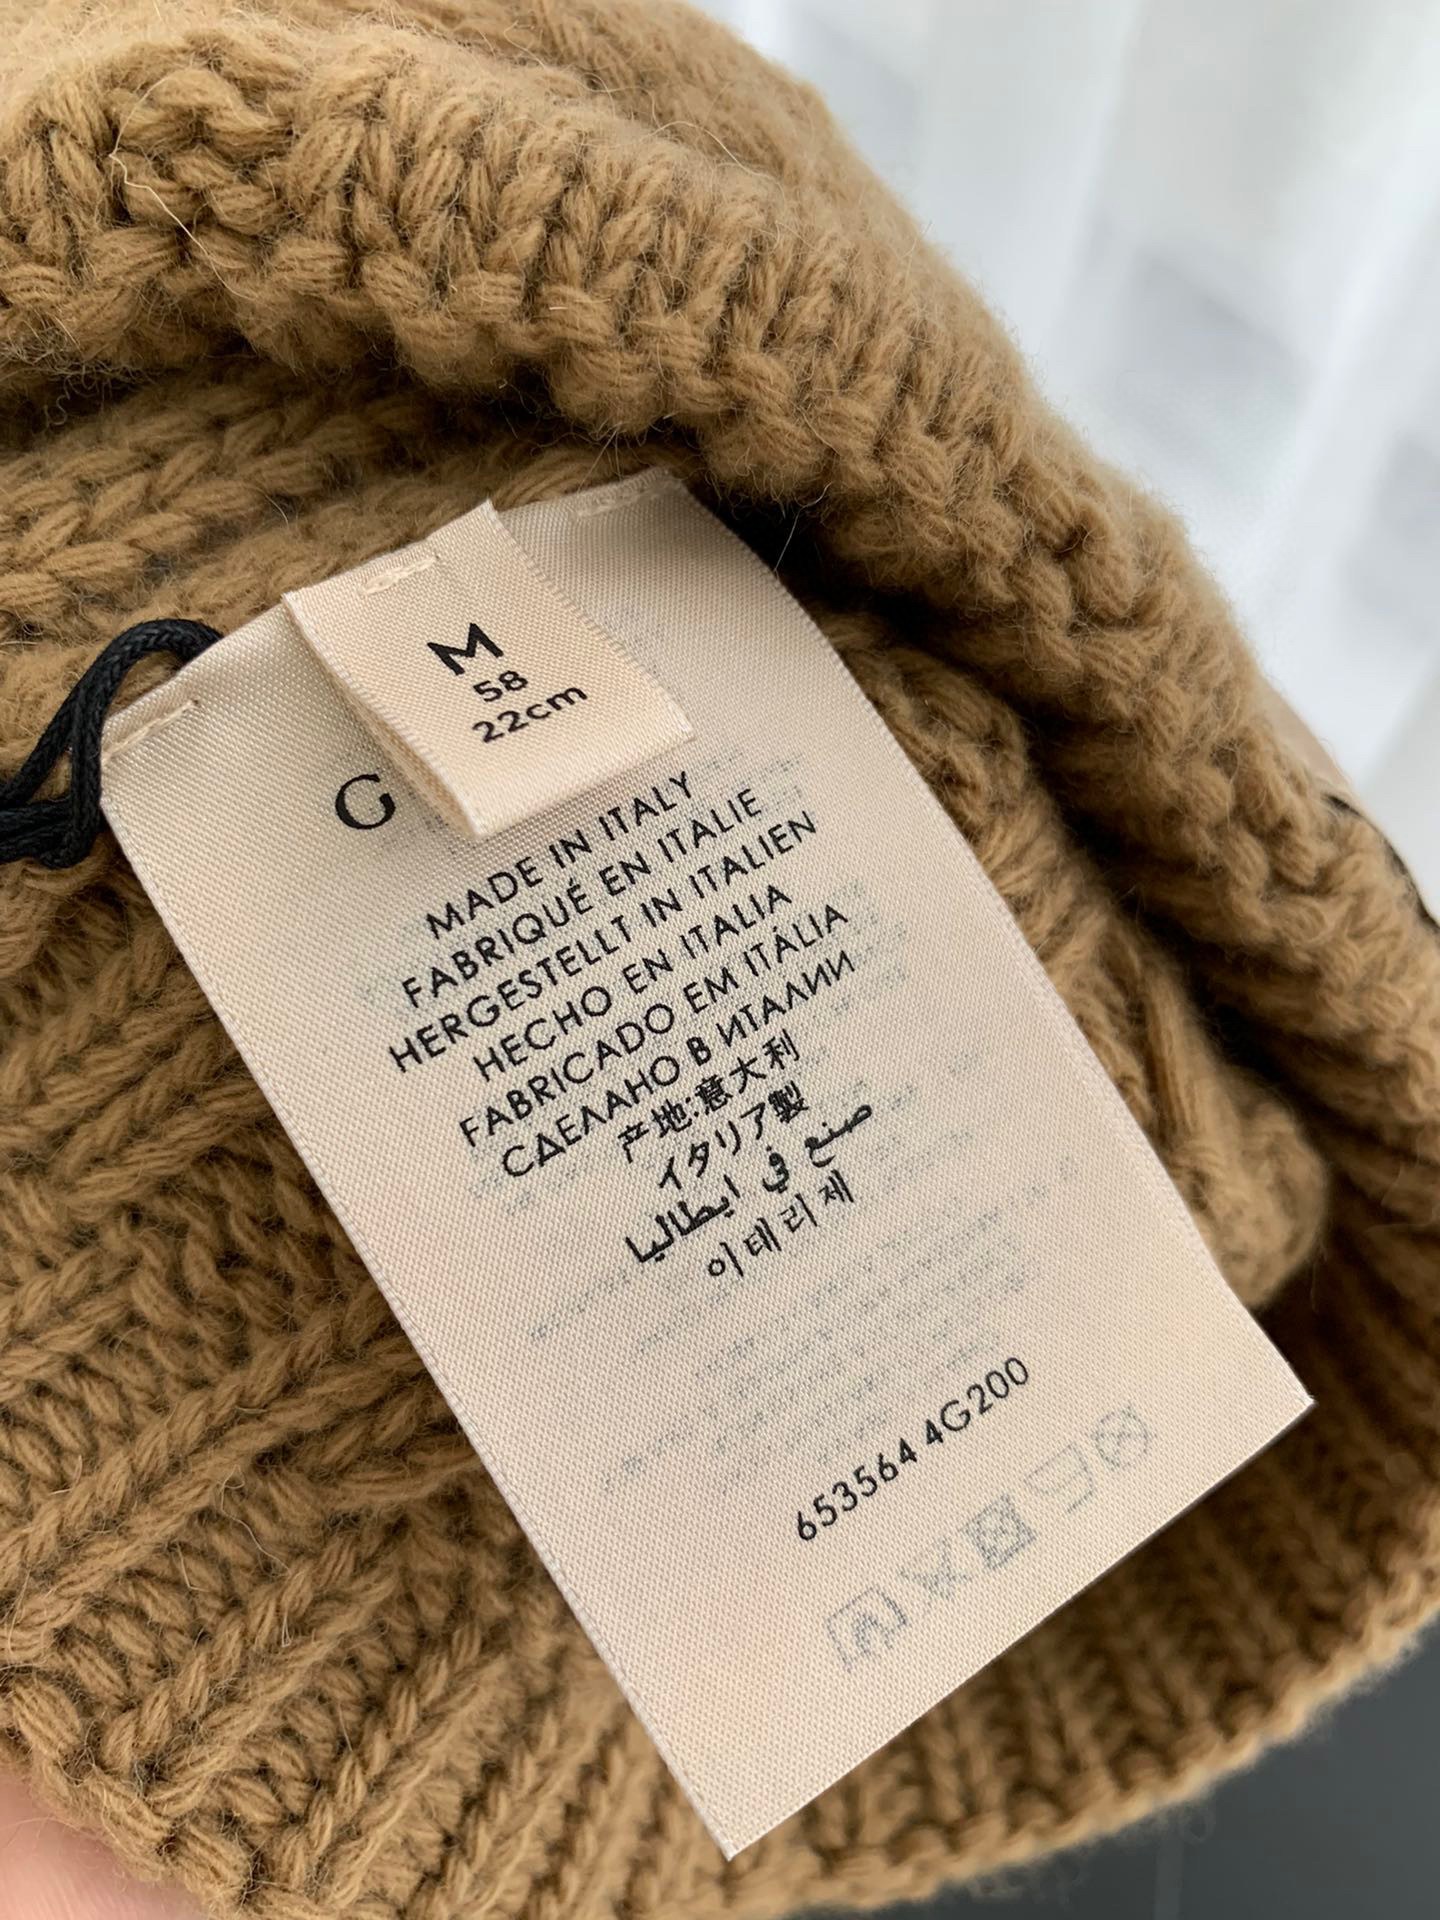 M
58
22cm
G
MADE IN ITALY
FABRIQUÉ EN ITALIE
HERGESTELLT IN ITALIEN
HECHO EN ITALIA
FABRICADO EM ITÁLIA
СДЕЛАНО В ИТАЛИИ
产地:意大利
イタリア製
صنع في ايطاليا
이태리제
653564 4G200